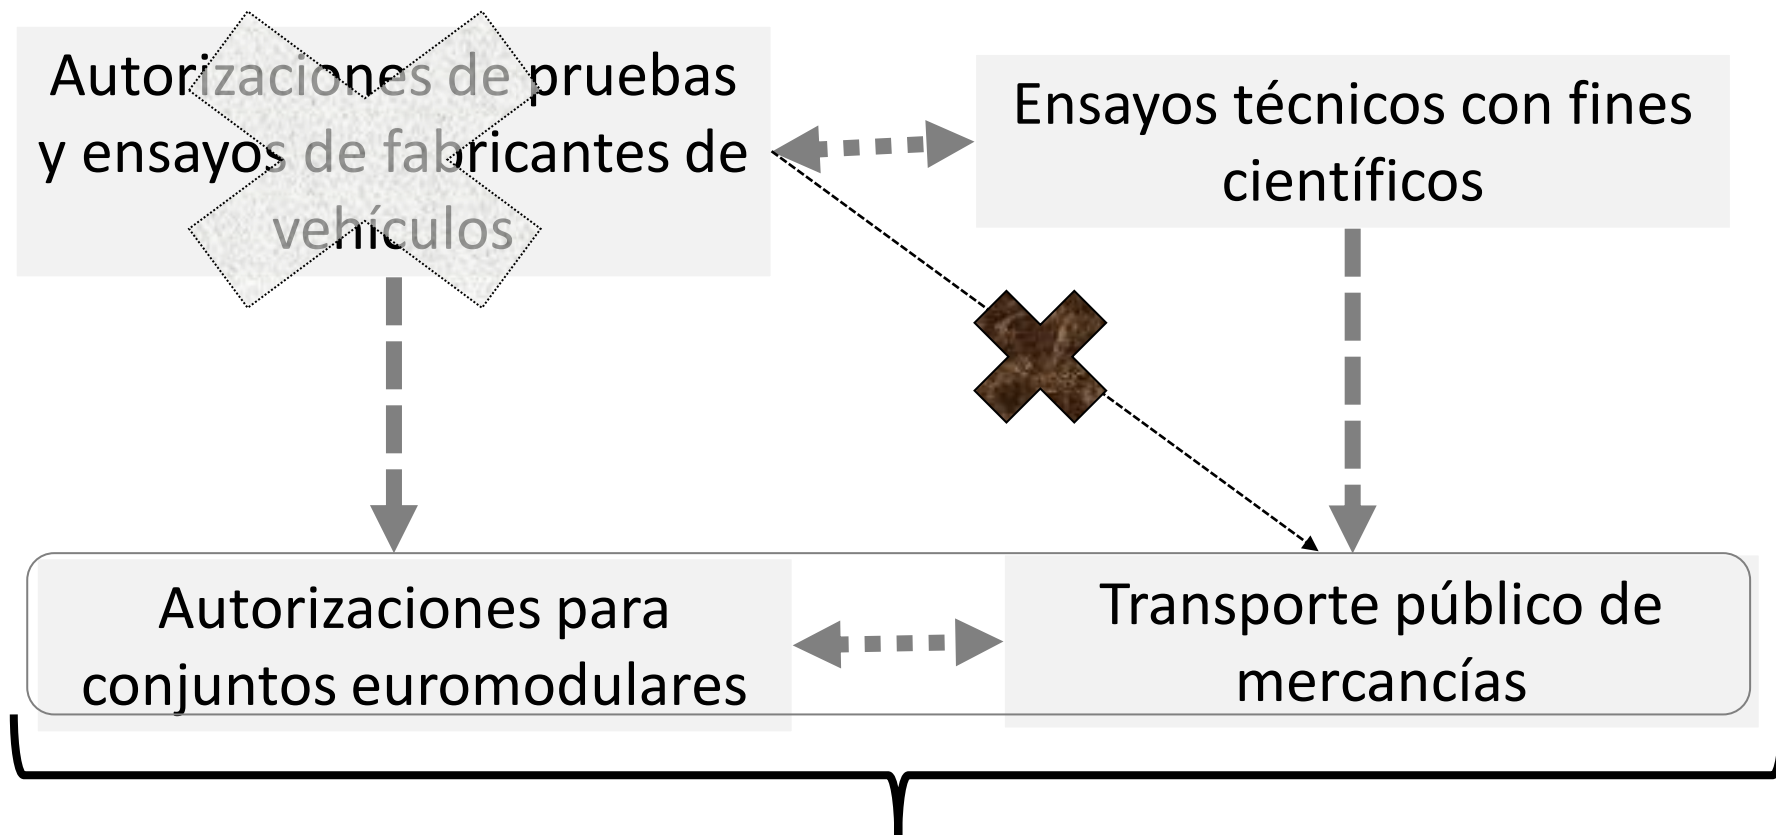 Autorizaciones de pruebas
y ensayos de fabricantes de
vehículos
Ensayos técnicos con fines
científicos
Autorizaciones para
conjuntos euromodulares
Transporte público de
mercancías